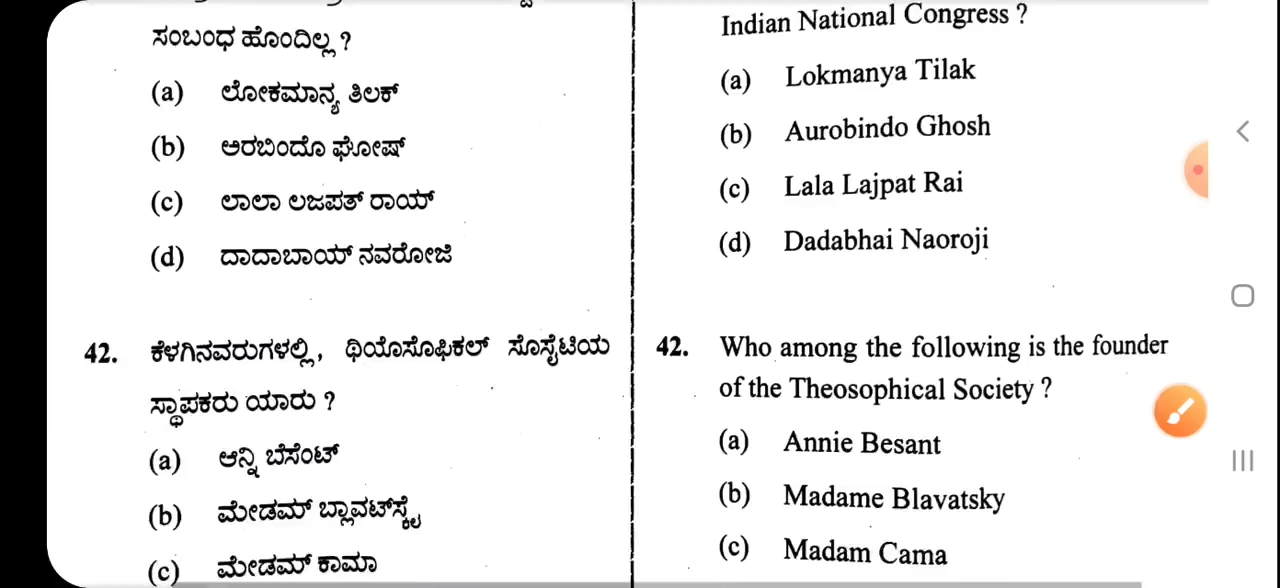 ಸಂಬಂಧ ಹೊಂದಿಲ್ಲ ?
(a) ಲೋಕಮಾನ್ಯ ತಿಲಕ್
(b) ಅರಬಿಂದೊ ಘೋಷ್
(c) ಲಾಲಾ ಲಜಪತ್ ರಾಯ್
(d) ದಾದಾಬಾಯ್ ನವರೋಜಿ
42. ಕೆಳಗಿನವರುಗಳಲ್ಲಿ, ಥಿಯೊಸೊಫಿಕಲ್ ಸೊಸೈಟಿಯ
ಸ್ಥಾಪಕರು ಯಾರು ?
(a) ಆನ್ನಿ ಬೆಸೆಂಟ್
(b) ಮೇಡಮ್ ಬ್ಲಾವಟ್‌ಸ್ಕೈ
(c) ಮೇಡಮ್ ಕಾಮಾ
Indian National Congress ?
(a) Lokmanya Tilak
(b) Aurobindo Ghosh
(c) Lala Lajpat Rai
(d) Dadabhai Naoroji
42. Who among the following is the founder
of the Theosophical Society ?
(a) Annie Besant
(b) Madame Blavatsky
(c) Madam Cama